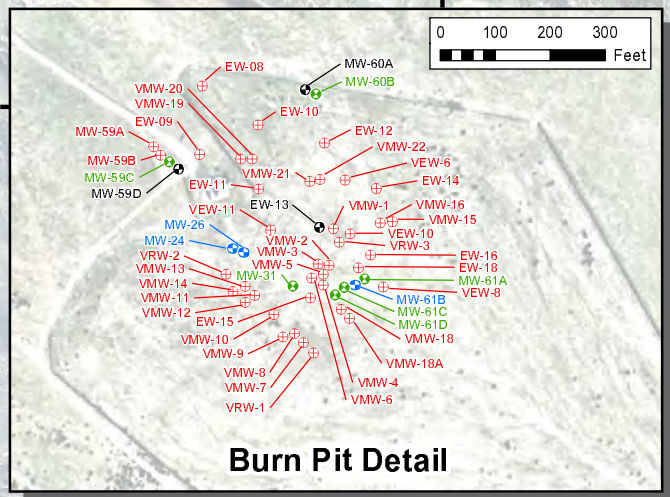 0 100 200 300
Feet
MW-60A
EW-08
MW-60B
VMW-20
VMW-19
EW-10
EW-09
MW-59A
EW-12
VMW-22
MW-59B
VEW-6
MW-59C
VMW-21
EW-14
EW-11
MW-59D
EW-13
VMW-1
VMW-16
VEW-11
VMW-15
MW-26
VEW-10
MW-24
VMW-2
VRW-3
VMW-3
VRW-2
EW-16
VMW-5
VMW-13
EW-18
MW-31
MW-61A
VMW-14
VEW-8
VMW-11
MW-61B
VMW-12
MW-61C
EW-15
MW-61D
VMW-10
VMW-18
VMW-9
VMW-18A
VMW-8
VMW-4
VMW-7
VMW-6
VRW-1
Burn Pit Detail